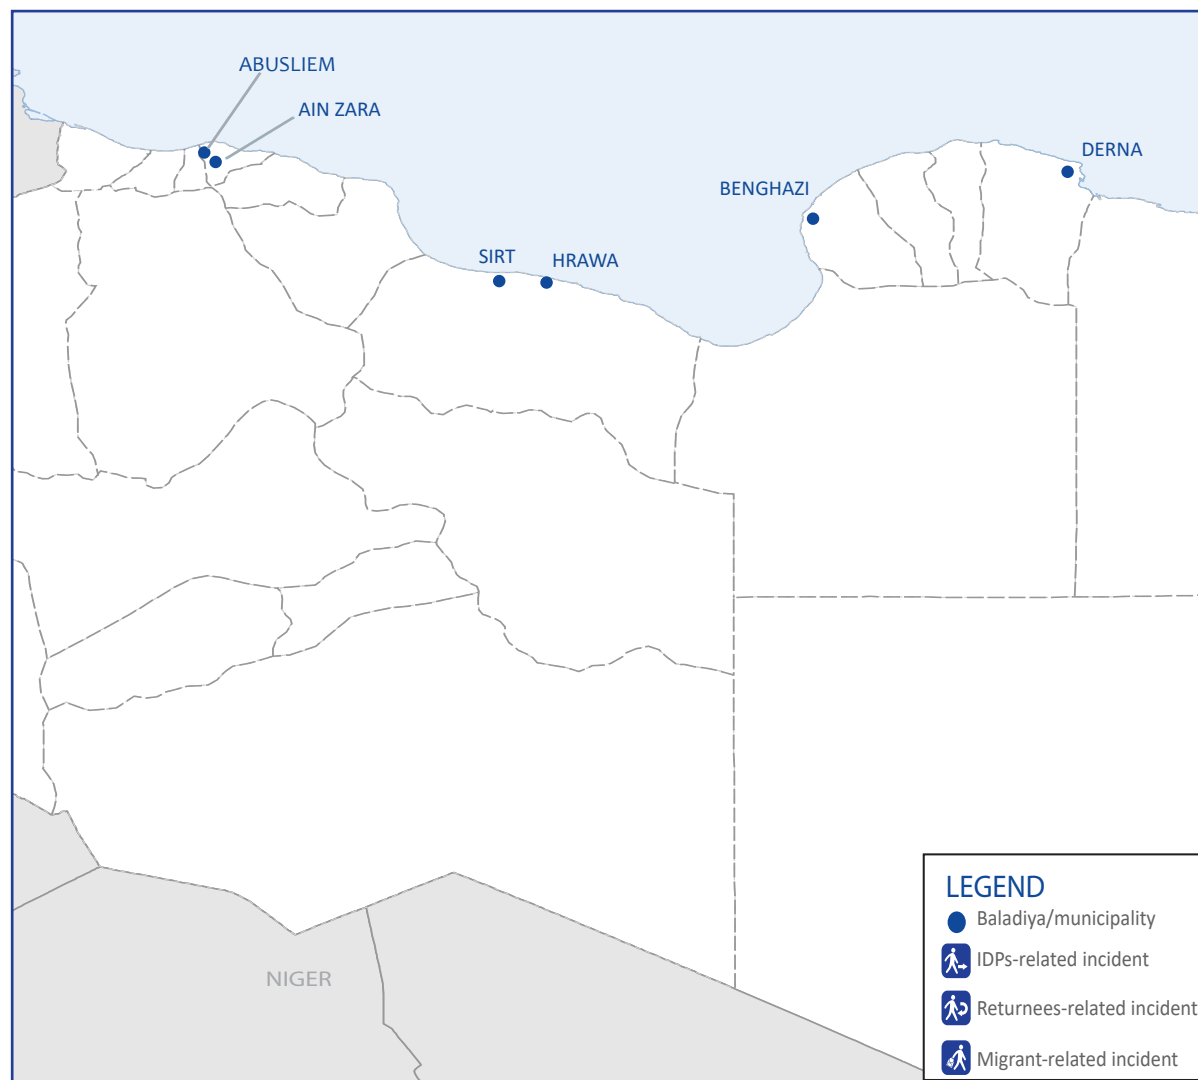 ABUSLIEM
AIN ZARA
DERNA
BENGHAZI
SIRT
HRAWA
NIGER
LEGEND
Baladiya/municipality
IDPs-related incident
Returnees-related incident
Migrant-related incident